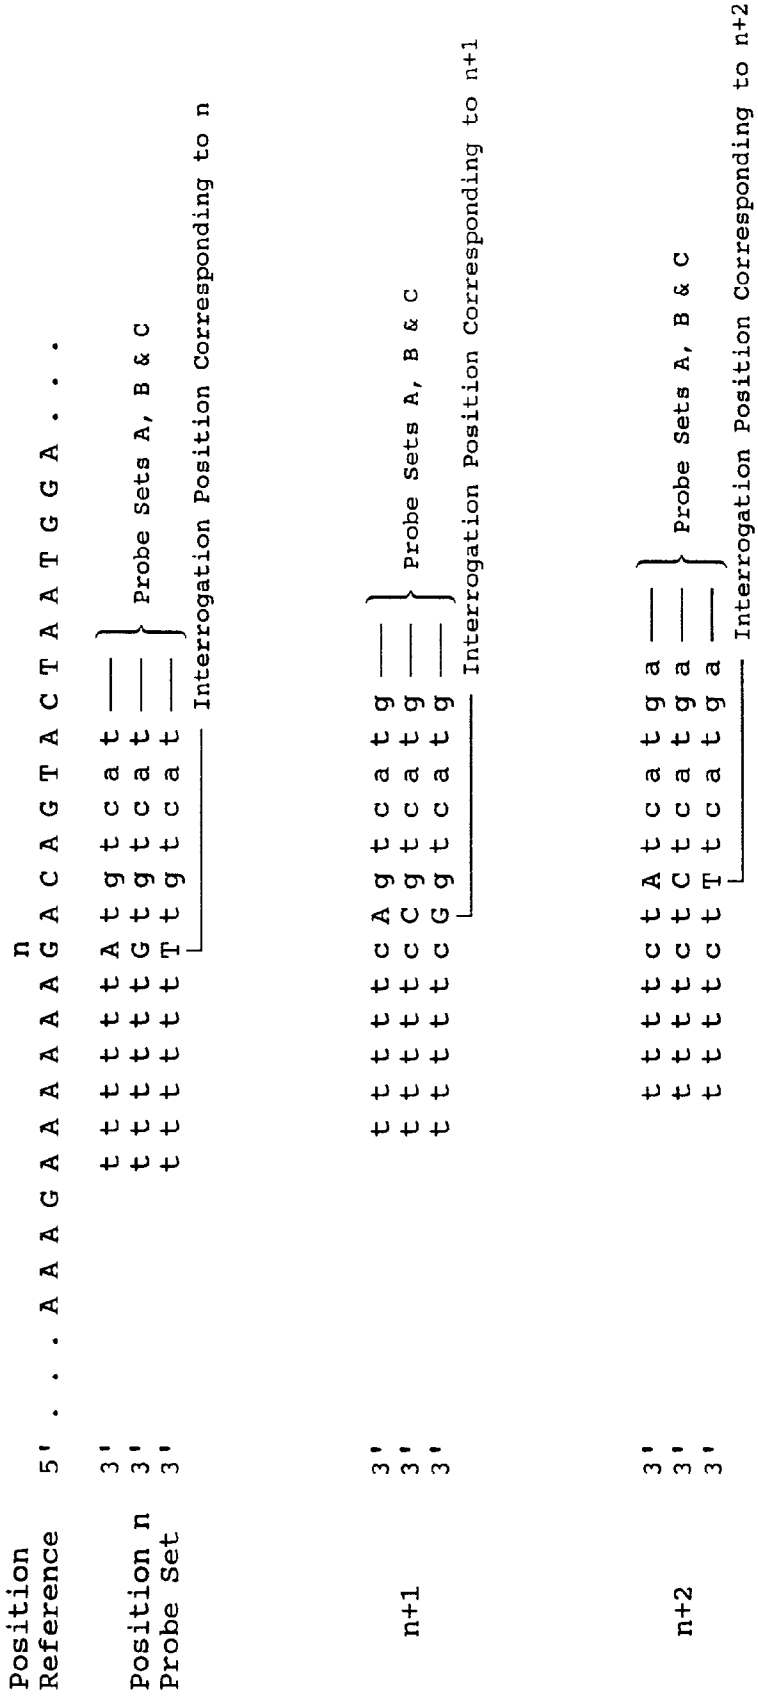 Position n
Reference 5' . . . A A A G A A A A A A G A C A G T A C T A A T G G A . . .
3' t t t t t t A t g t c a t
Position n 3' t t t t t t G t g t c a t Probe Sets A, B & C
Probe Set 3' t t t t t t T t g t c a t
Interrogation Position Corresponding to n
3' t t t t t c A g t c a t g
n+1 3' t t t t t c C g t c a t g Probe Sets A, B & C
3' t t t t t c G g t c a t g
Interrogation Position Corresponding to n+1
3' t t t t c t A t c a t g a
n+2 3' t t t t c t C t c a t g a Probe Sets A, B & C
3' t t t t c t T t c a t g a
Interrogation Position Corresponding to n+2